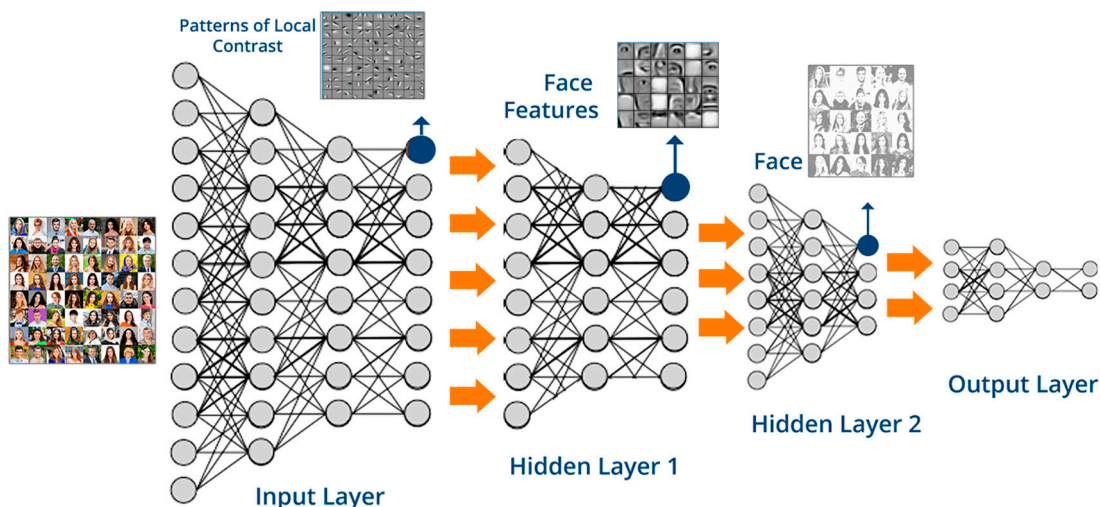 Patterns of Local
Contrast
Face
Features
Face
Input Layer
Hidden Layer 1
Hidden Layer 2
Output Layer